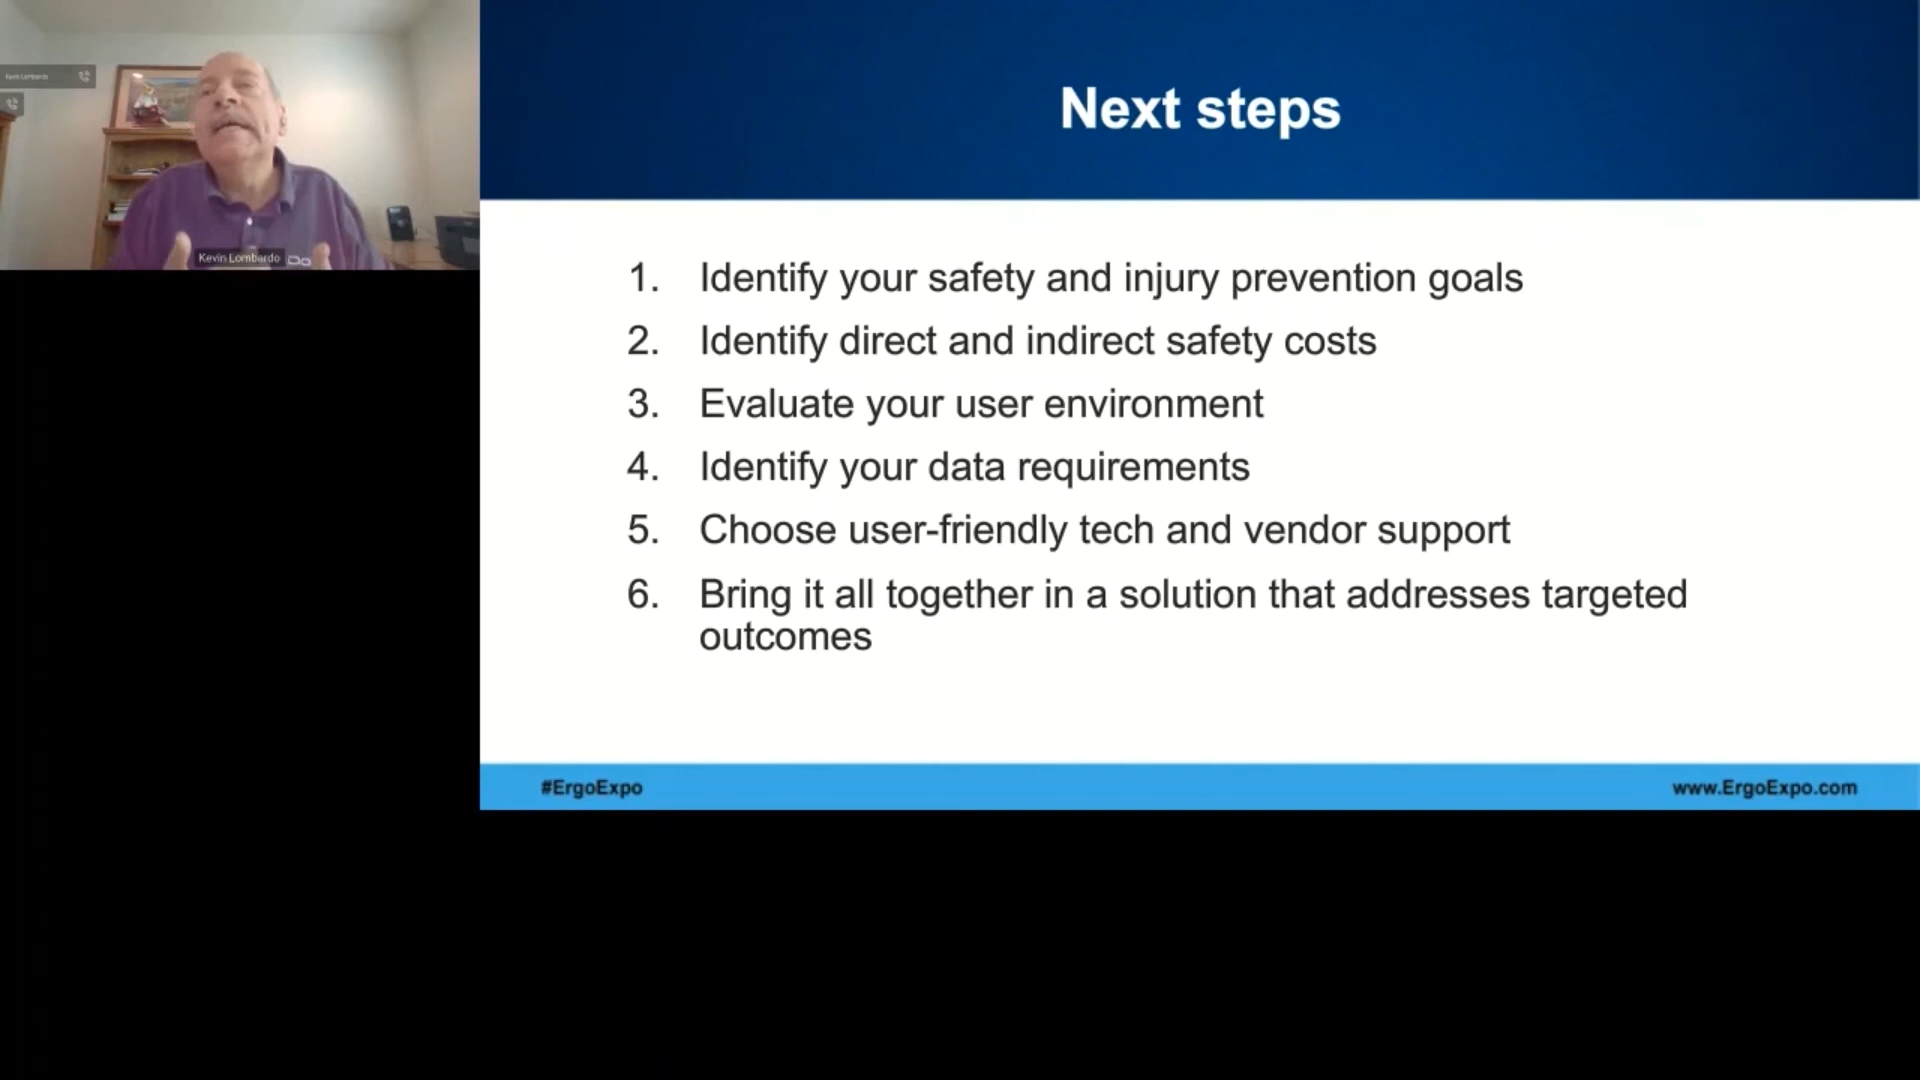 Kevin Lombardo
Kevin Lombardo
Next steps
1. Identify your safety and injury prevention goals
2. Identify direct and indirect safety costs
3. Evaluate your user environment
4. Identify your data requirements
5. Choose user-friendly tech and vendor support
6. Bring it all together in a solution that addresses targeted
outcomes
#ErgoExpo
www.ErgoExpo.com